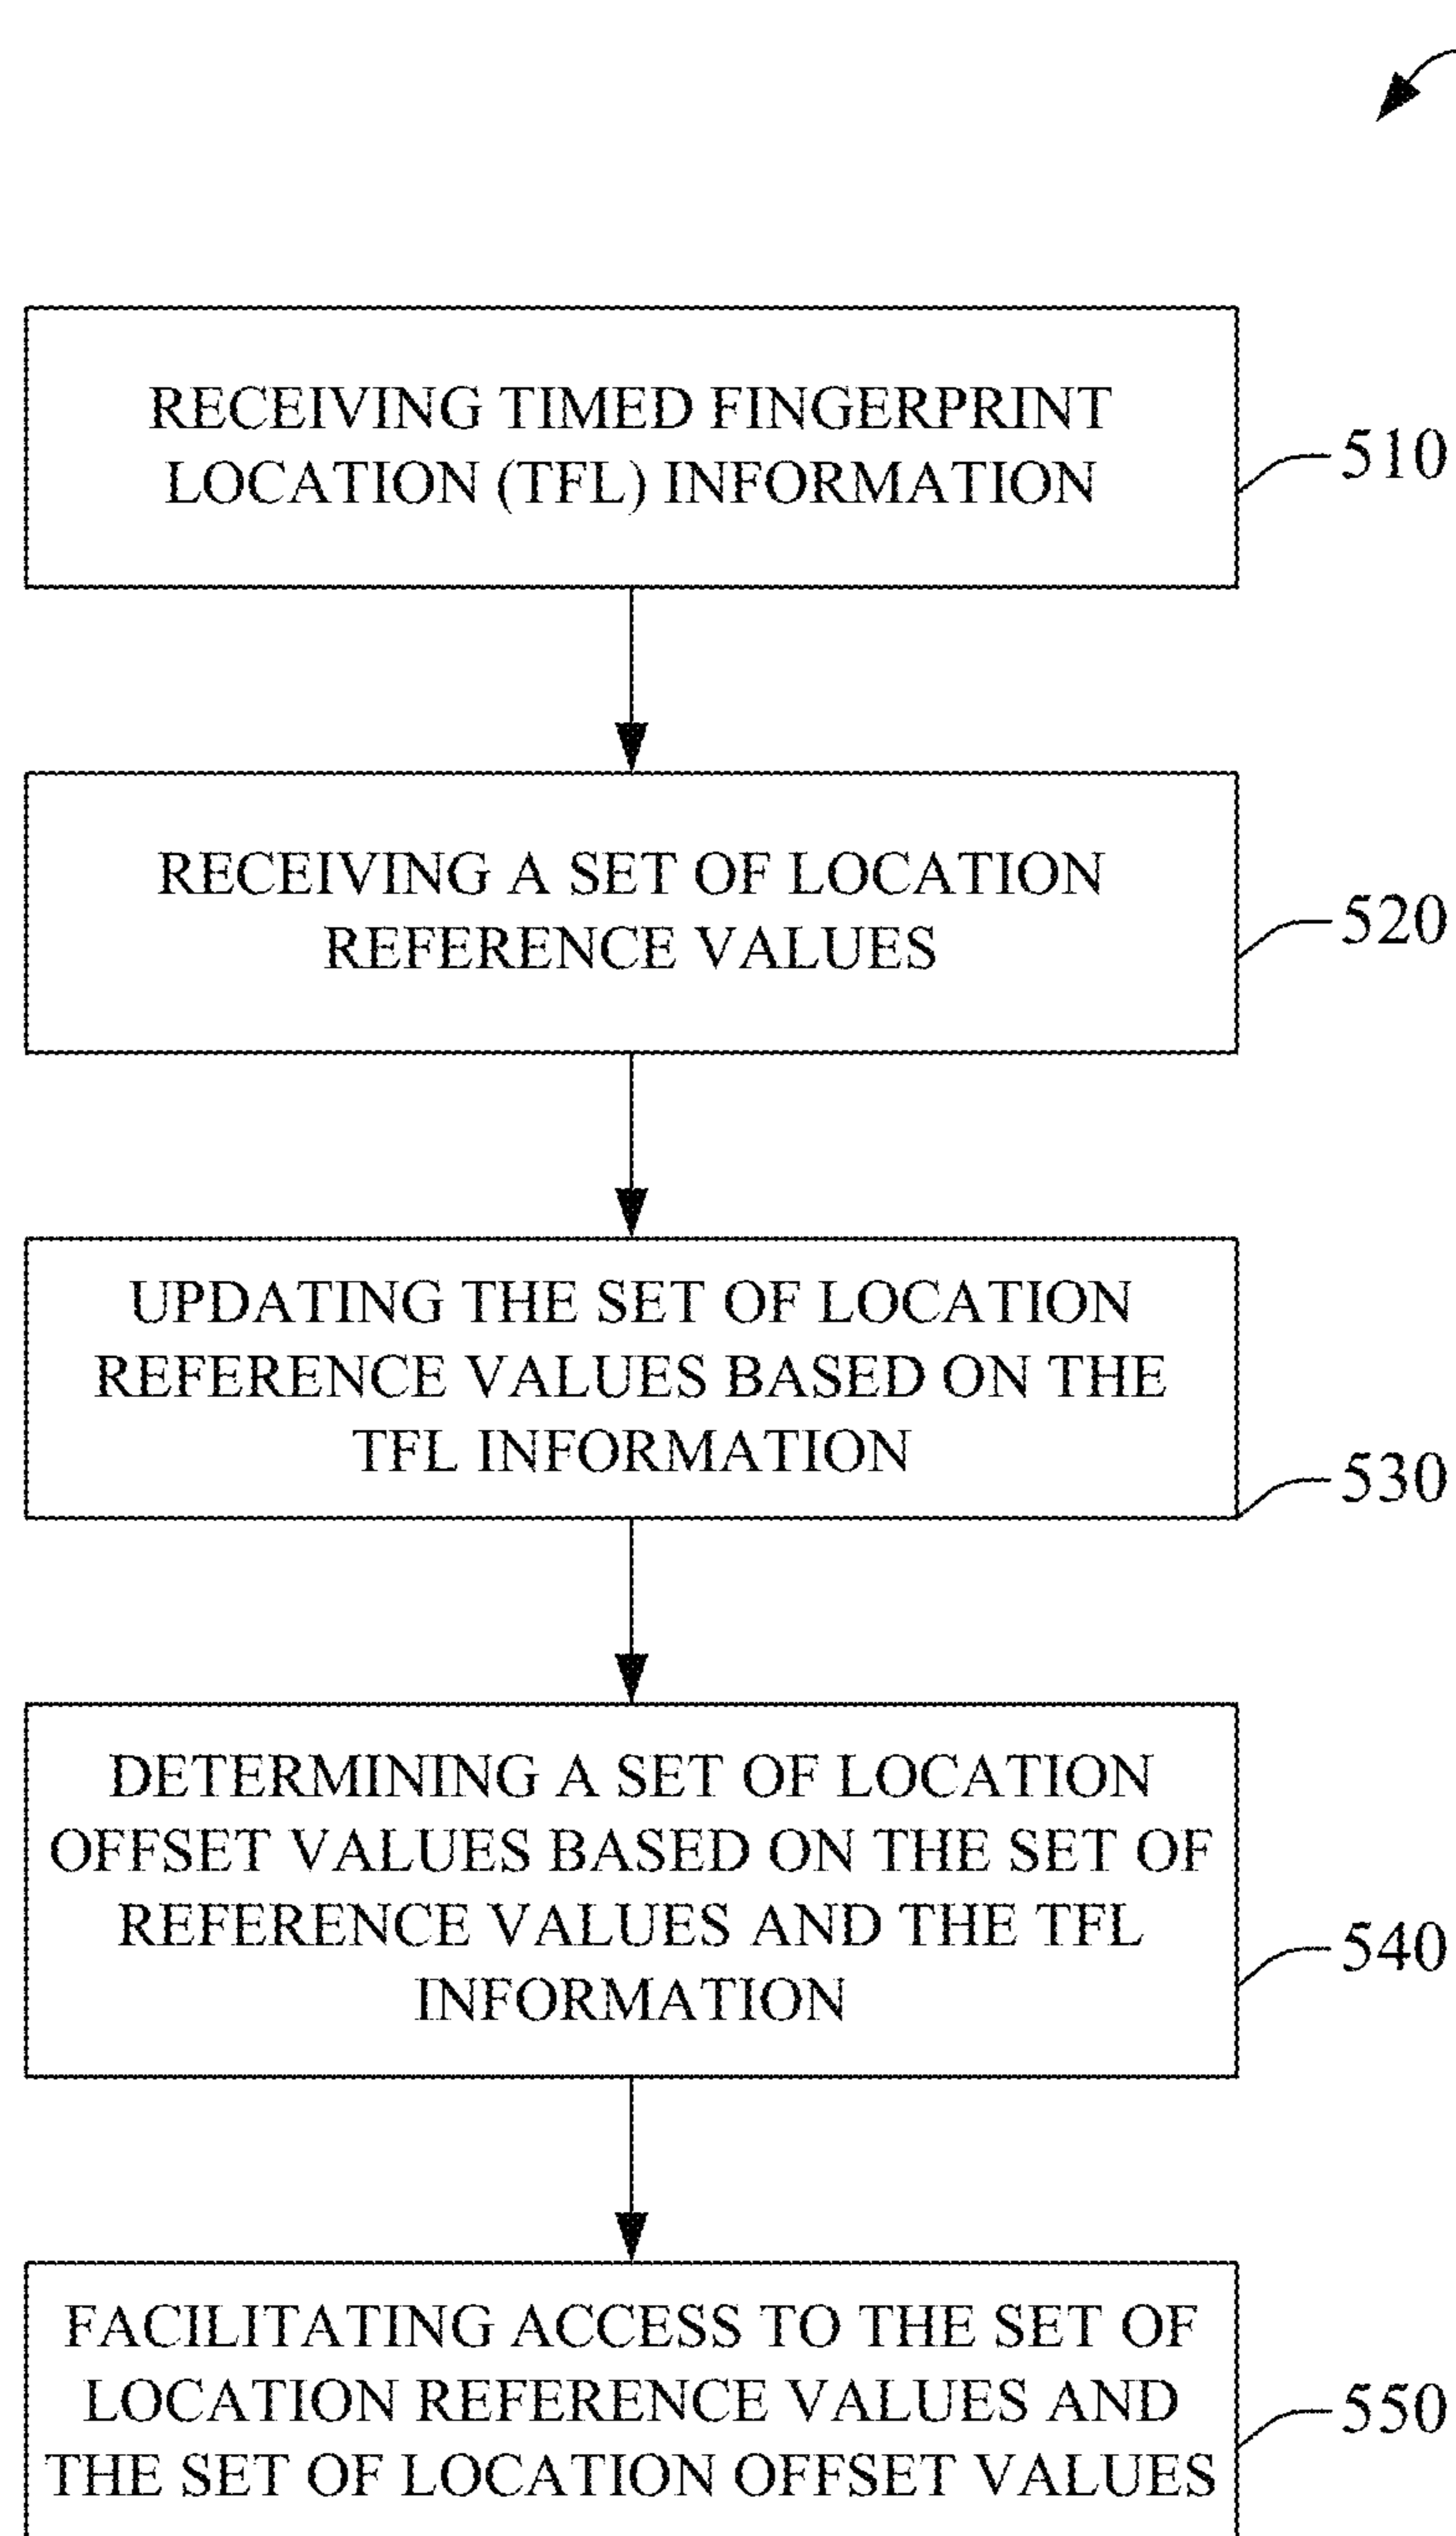 RECEIVING TIMED FINGERPRINT
LOCATION (TFL) INFORMATION
510
RECEIVING A SET OF LOCATION
REFERENCE VALUES
520
UPDATING THE SET OF LOCATION
REFERENCE VALUES BASED ON THE
TFL INFORMATION
530
DETERMINING A SET OF LOCATION
OFFSET VALUES BASED ON THE SET OF
REFERENCE VALUES AND THE TFL
INFORMATION
540
FACILITATING ACCESS TO THE SET OF
LOCATION REFERENCE VALUES AND
THE SET OF LOCATION OFFSET VALUES
550